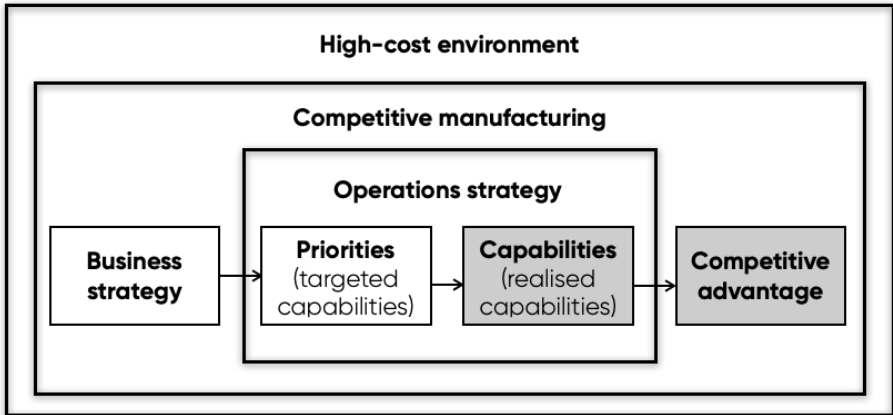 High-cost environment
Competitive manufacturing
Operations strategy
Business
strategy
Priorities
(targeted
capabilities)
Capabilities
(realised
capabilities)
Competitive
advantage